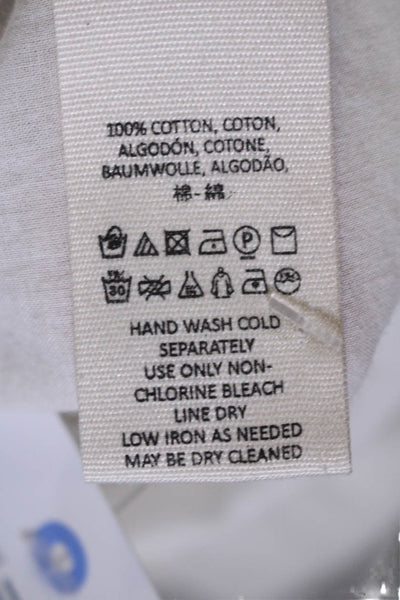 100% COTTON, COTON,
ALGODÓN, COTONE,
BAUMWOLLE, ALGODÃO,
棉- 綿
P
30
HAND WASH COLD
SEPARATELY
USE ONLY NON-
CHLORINE BLEACH
LINE DRY
LOW IRON AS NEEDED
MAY BE DRY CLEANED